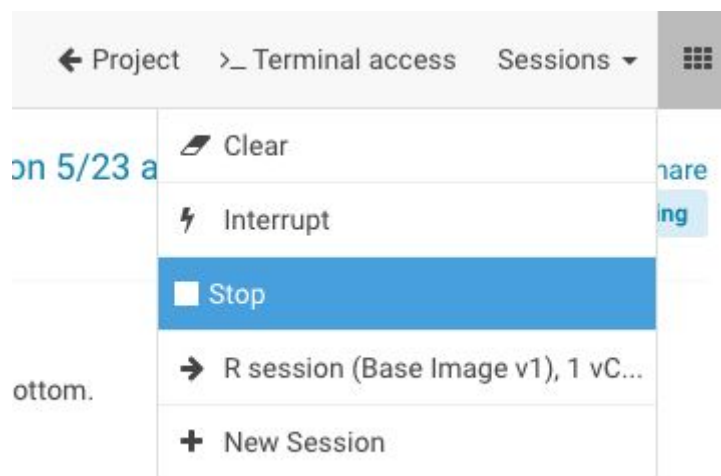 Project >_ Terminal access Sessions
Clear
on 5/23 a
hare
Interrupt
ing
Stop
R session (Base Image v1), 1 vC...
ottom.
New Session